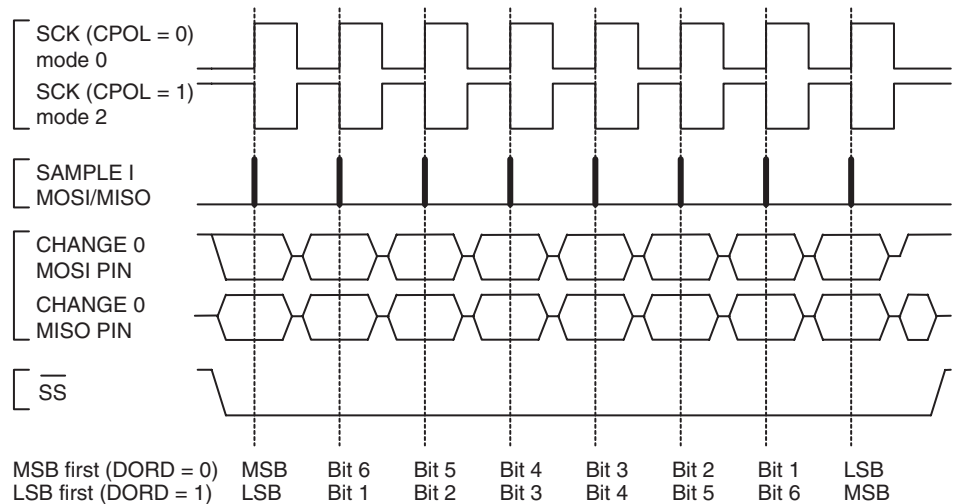 SCK (CPOL = 0)
mode 0
SCK (CPOL = 1)
mode 2
SAMPLE I
MOSI/MISO
CHANGE 0
MOSI PIN
CHANGE 0
MISO PIN
SS
MSB first (DORD = 0) MSB Bit 6 Bit 5 Bit 4 Bit 3 Bit 2 Bit 1 LSB
LSB first (DORD = 1) LSB Bit 1 Bit 2 Bit 3 Bit 4 Bit 5 Bit 6 MSB